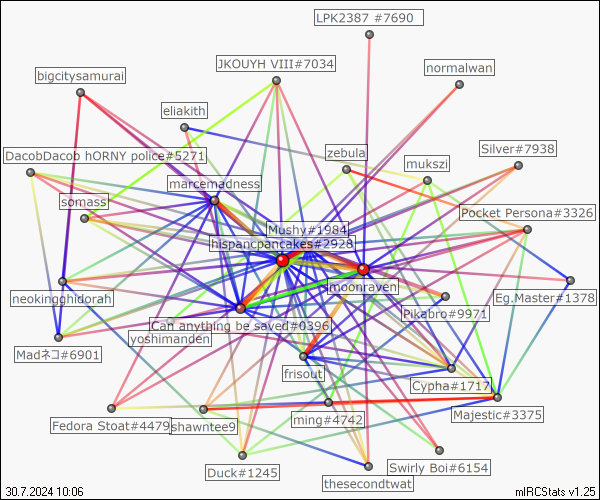 LPK2387 #7690
JKOUYH VIII#7034
normalwan
bigcitysamurai
eliakith
zebula
Silver#7938
DacobDacob hORNY police#5271
mukszi
marcemadness
somass
Pocket Persona#3326
Mushy#1984
hispancpancakes#2928
moonraven
neokingghidorah
Eg.Master#1378
Pikabro#9971
Can anything be saved#0396
yoshimanden
Madネコ#6901
frisout
Cypha#1717
Fedora Stoat#4479
shawntee9
ming#4742
Majestic#3375
Duck#1245
Swirly Boi#6154
thesecondtwat
30.7.2024 10:06
mIRCStats v1.25